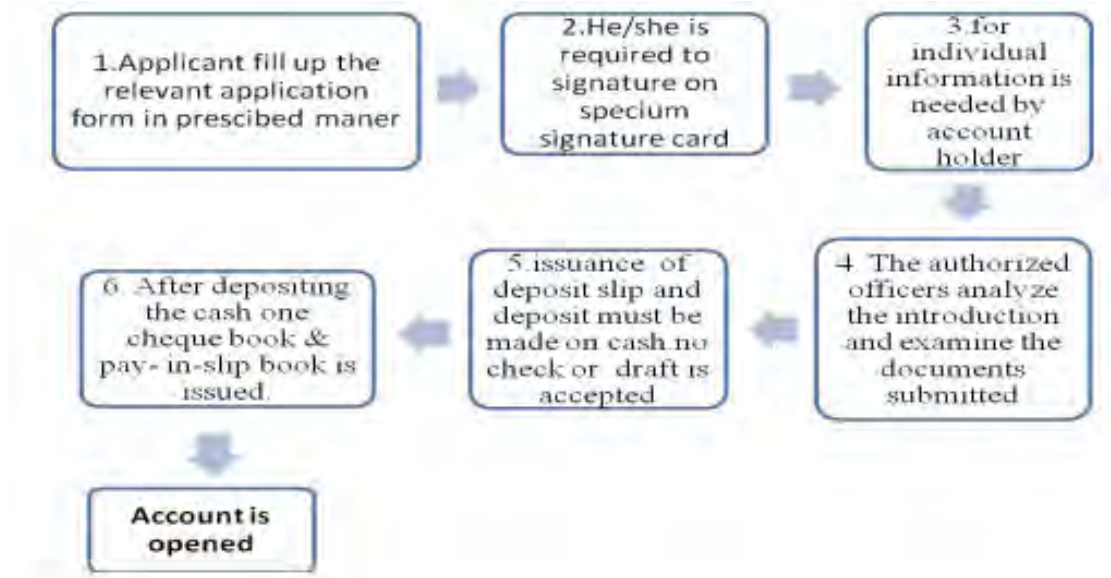 1.Applicant fill up the
relevant application
form in prescibed maner
2.He/she is
required to
signature on
specium
signature card
3.for
individual
information is
needed by
account
holder
4. The authorized
officers analyze
the introduction
and examine the
documents
submitted
5.issuance of
deposit slip and
deposit must be
made on cash.no
check or draft is
accepted
6. After depositing
the cash one
cheque book &
pay- in-slip book is
issued.
Account is
opened